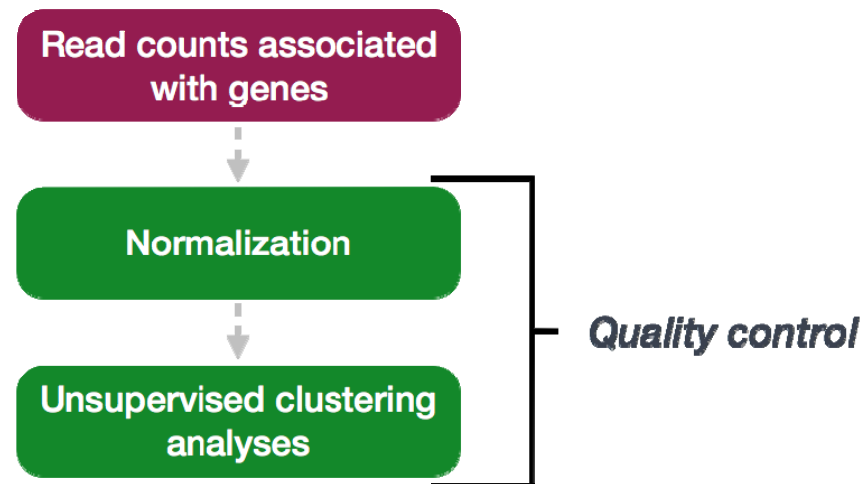 Read counts associated
with genes
Normalization
Quality control
Unsupervised clustering
analyses